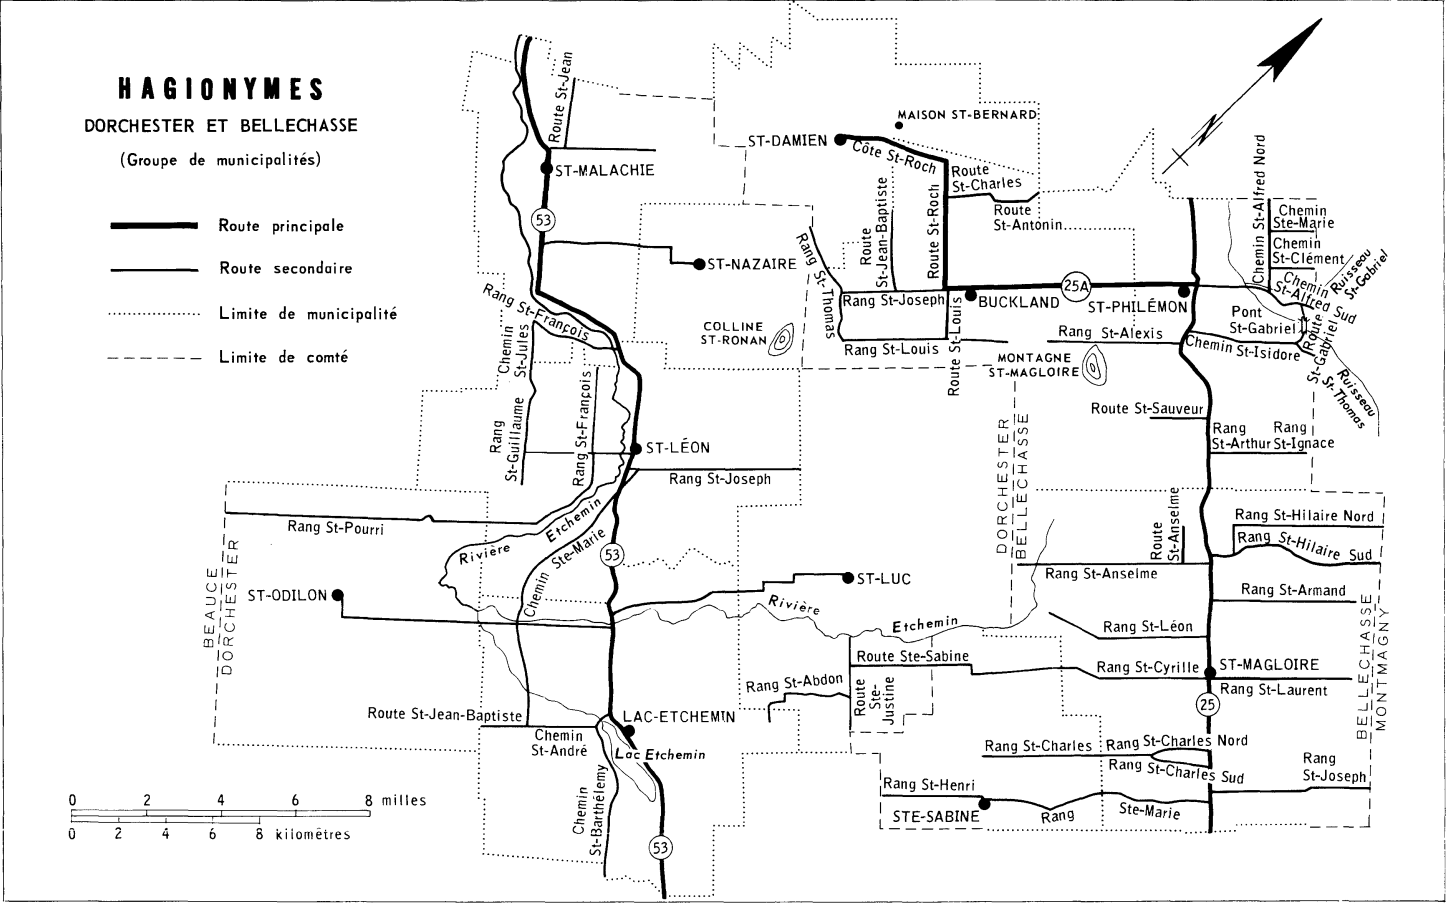 HAGIONYMES
DORCHESTER ET BELLECHASSE
(Groupe de municipalités)
Route principale
Route secondaire
Limite de municipalité
Limite de comté
Route St-Jean
ST-MALACHIE
53
ST-NAZAIRE
Rang St-François
Chemin
St-Jules
Rang
St-Guillaume
Rang St-François
ST-LÉON
Rang St-Joseph
Rang St-Pourri
Rivière
Etchemin
Chemin
Ste-Marie
53
BEAUCE
DORCHESTER
ST-ODILON
ST-LUC
Rivière
Etchemin
Route St-Jean-Baptiste
Chemin
St-André
LAC-ETCHEMIN
Lac Etchemin
Chemin
St-Barthélemy
53
0 2 4 6 8 milles
0 2 4 6 8 kilomètres
ST-DAMIEN
MAISON ST-BERNARD
Côte St-Roch
Route
St-Charles
Route
St-Antonin
Route
St-Jean-Baptiste
Route St-Roch
Rang St-Thomas
Rang St-Joseph
BUCKLAND
25A
ST-PHILÉMON
COLLINE
ST-RONAN
Rang St-Louis
Route St-Louis
Rang St-Alexis
MONTAGNE
ST-MAGLOIRE
Chemin St-Alfred Nord
Chemin
Ste-Marie
Chemin
St-Clément
Chemin
St-Alfred Sud
Ruisseau
St-Gabriel
Pont
St-Gabriel
Route
St-Gabriel
Chemin St-Isidore
Ruisseau
St-Thomas
Route St-Sauveur
Rang
St-Arthur
Rang
St-Ignace
DORCHESTER
BELLECHASSE
Route
St-Anselme
Rang St-Hilaire Nord
Rang St-Hilaire Sud
Rang St-Anselme
Rang St-Armand
Rang St-Léon
Route Ste-Sabine
Rang St-Cyrille
ST-MAGLOIRE
Rang St-Laurent
Rang St-Abdon
Route
Ste-
Justine
25
BELLECHASSE
MONTMAGNY
Rang St-Charles
Rang St-Charles Nord
Rang St-Charles Sud
Rang
St-Joseph
Rang St-Henri
STE-SABINE
Rang
Ste-Marie